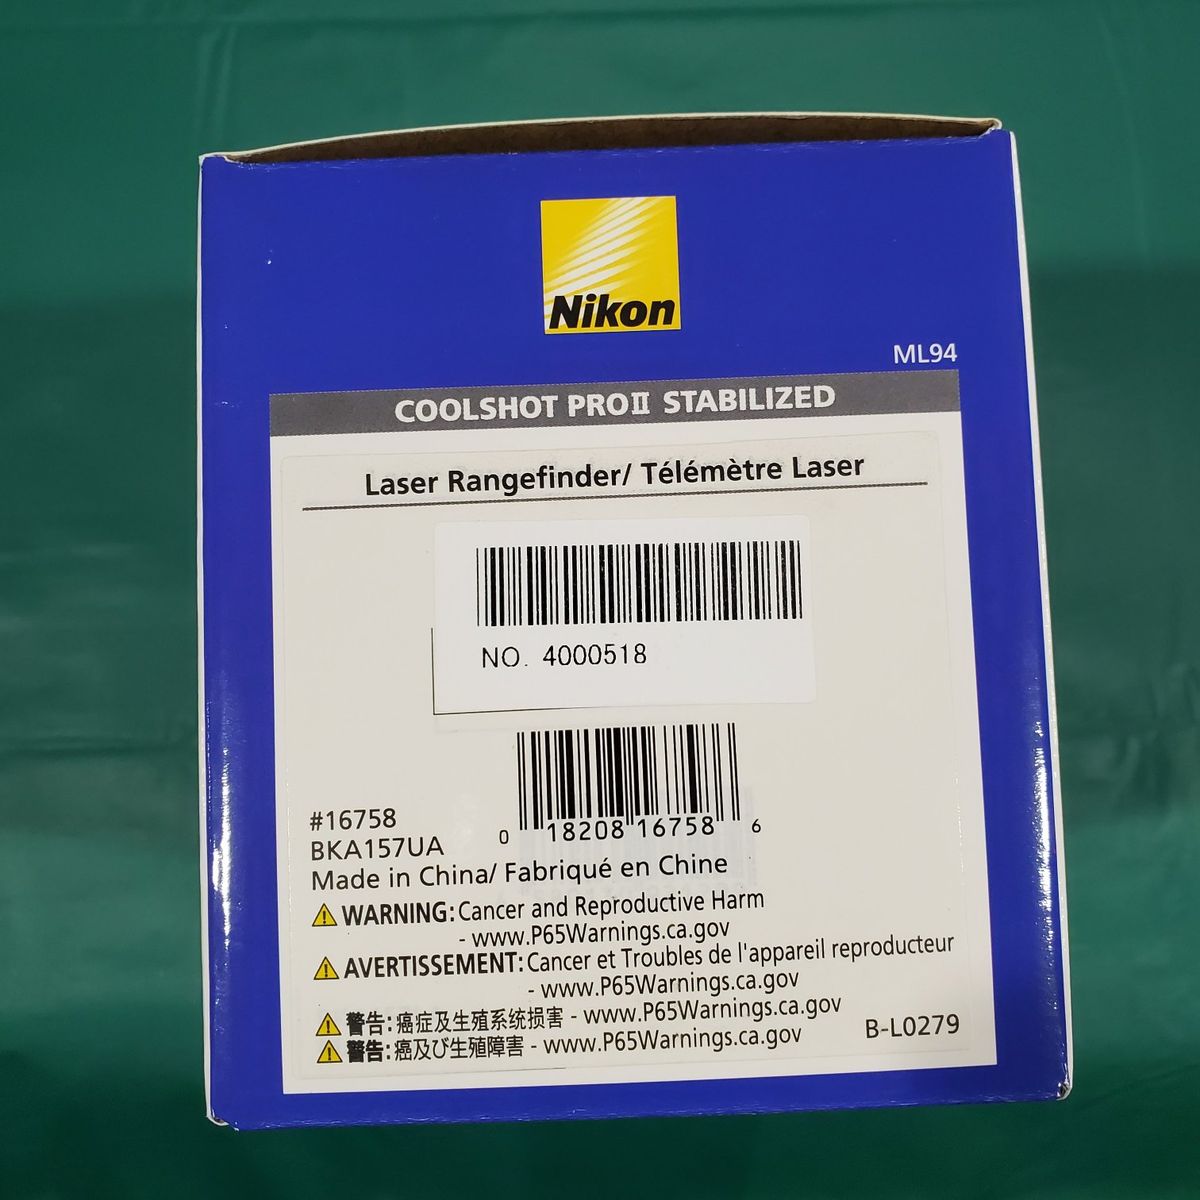 Nikon
ML94
COOLSHOT PROⅡ STABILIZED
Laser Rangefinder/ Télémètre Laser
NO. 4000518
0 18208 16758 6
#16758
BKA157UA
Made in China/ Fabriqué en Chine
WARNING: Cancer and Reproductive Harm
- www.P65Warnings.ca.gov
AVERTISSEMENT: Cancer et Troubles de l'appareil reproducteur
- www.P65Warnings.ca.gov
警告: 癌症及生殖系统损害 - www.P65Warnings.ca.gov
警告: 癌及び生殖障害 - www.P65Warnings.ca.gov
B-L0279